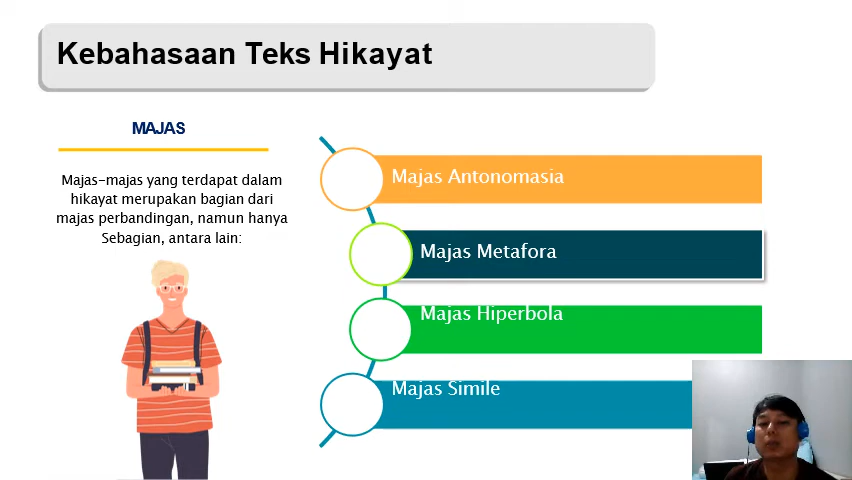 Kebahasaan Teks Hikayat
MAJAS
Majas-majas yang terdapat dalam
hikayat merupakan bagian dari
majas perbandingan, namun hanya
Sebagian, antara lain:
Majas Antonomasia
Majas Metafora
Majas Hiperbola
Majas Simile